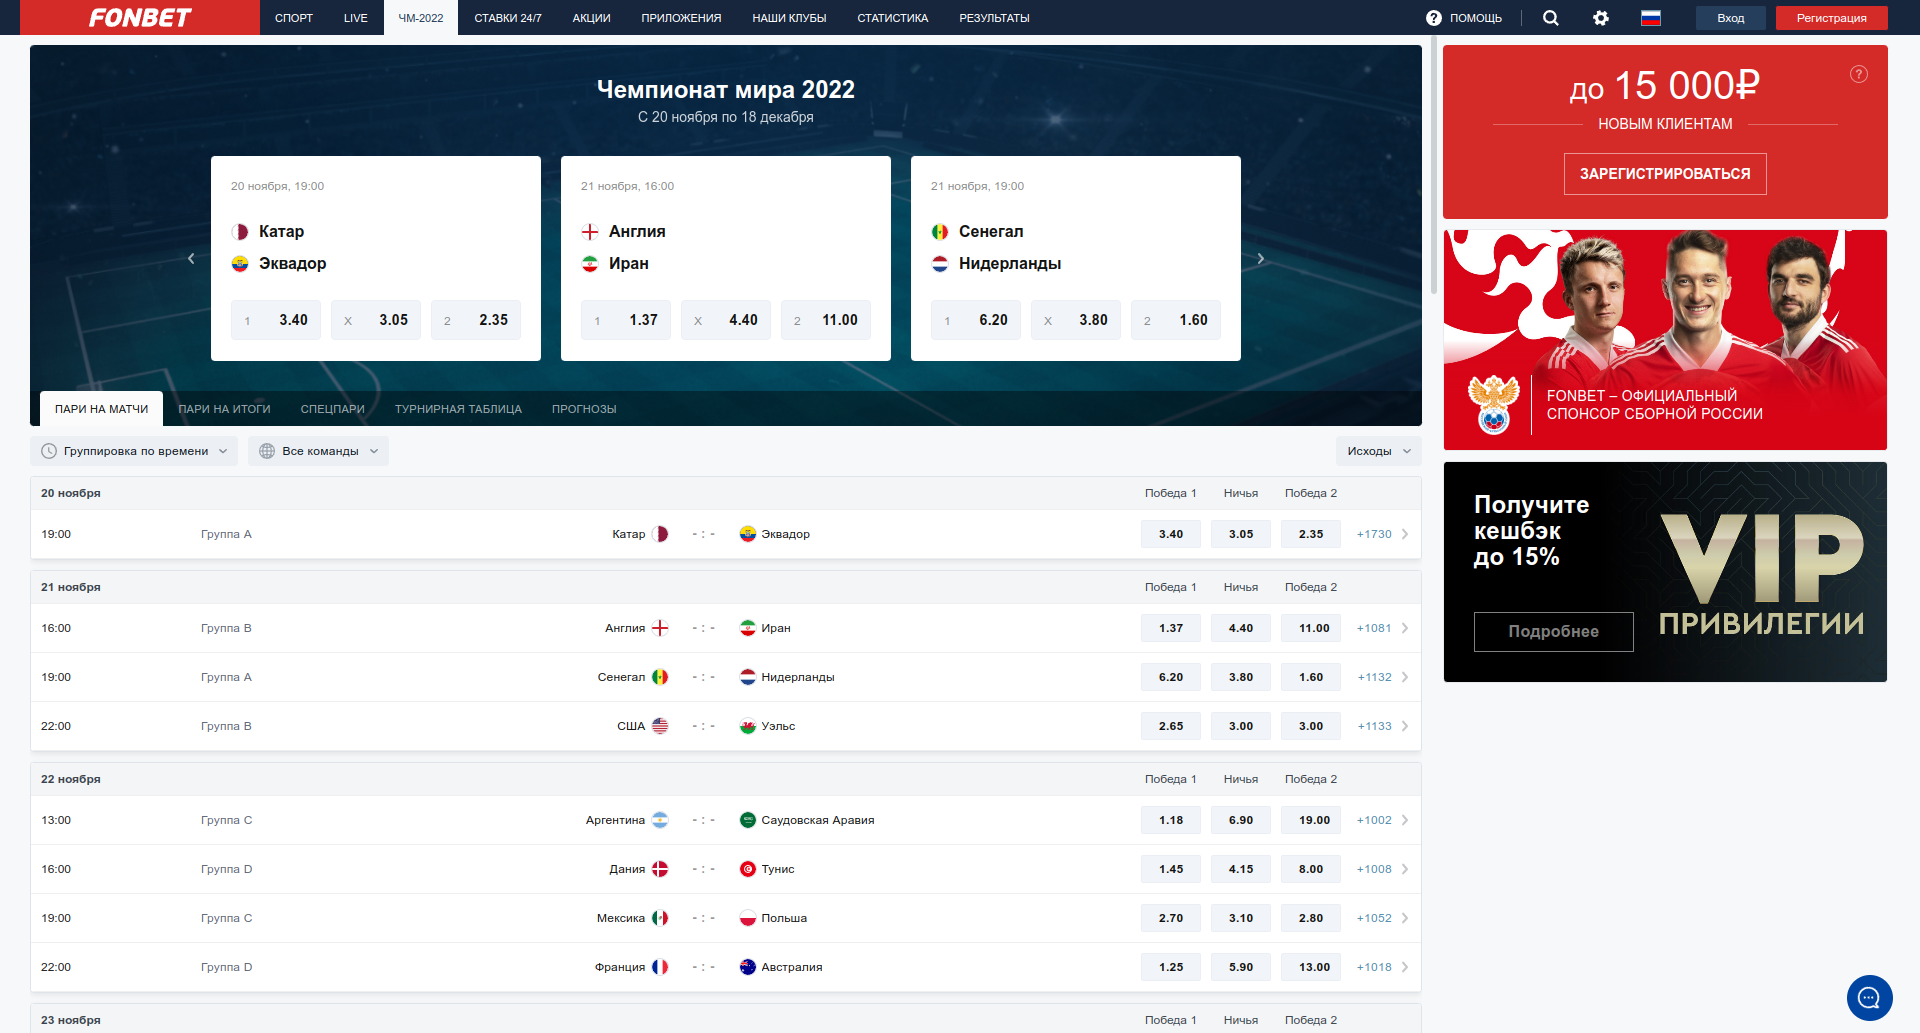 FONBET
СПОРТ LIVE ЧМ-2022 СТАВКИ 24/7 АКЦИИ ПРИЛОЖЕНИЯ НАШИ КЛУБЫ СТАТИСТИКА РЕЗУЛЬТАТЫ
? ПОМОЩЬ Вход Регистрация
Чемпионат мира 2022
С 20 ноября по 18 декабря
20 ноября, 19:00
Катар
Эквадор
1 3.40 X 3.05 2 2.35
21 ноября, 16:00
Англия
Иран
1 1.37 X 4.40 2 11.00
21 ноября, 19:00
Сенегал
Нидерланды
1 6.20 X 3.80 2 1.60
ПАРИ НА МАТЧИ ПАРИ НА ИТОГИ СПЕЦПАРИ ТУРНИРНАЯ ТАБЛИЦА ПРОГНОЗЫ
Группировка по времени Все команды Исходы
20 ноября Победа 1 Ничья Победа 2
19:00 Группа A Катар - : - Эквадор 3.40 3.05 2.35 +1730
21 ноября Победа 1 Ничья Победа 2
16:00 Группа B Англия - : - Иран 1.37 4.40 11.00 +1081
19:00 Группа A Сенегал - : - Нидерланды 6.20 3.80 1.60 +1132
22:00 Группа B США - : - Уэльс 2.65 3.00 3.00 +1133
22 ноября Победа 1 Ничья Победа 2
13:00 Группа C Аргентина - : - Саудовская Аравия 1.18 6.90 19.00 +1002
16:00 Группа D Дания - : - Тунис 1.45 4.15 8.00 +1008
19:00 Группа C Мексика - : - Польша 2.70 3.10 2.80 +1052
22:00 Группа D Франция - : - Австралия 1.25 5.90 13.00 +1018
23 ноября Победа 1 Ничья Победа 2
до 15 000₽
?
НОВЫМ КЛИЕНТАМ
ЗАРЕГИСТРИРОВАТЬСЯ
FONBET – ОФИЦИАЛЬНЫЙ
СПОНСОР СБОРНОЙ РОССИИ
Получите
кешбэк
до 15%
Подробнее
VIP
ПРИВИЛЕГИИ